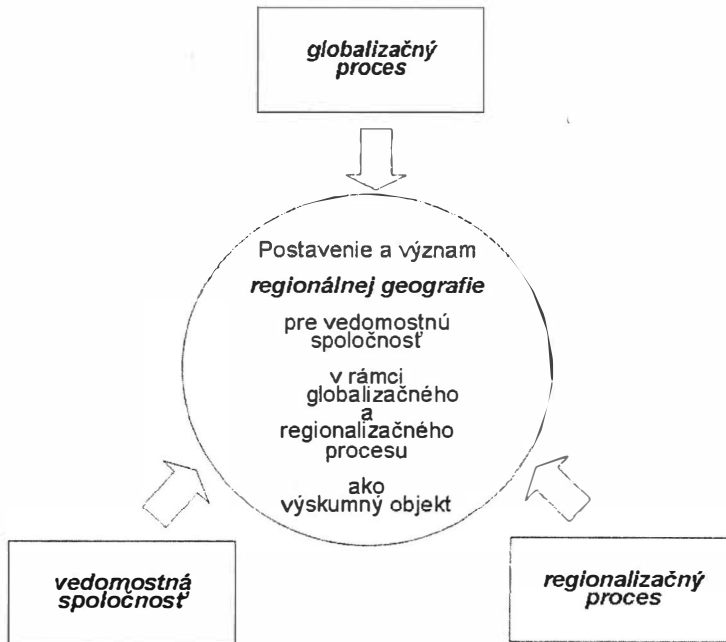 globalizačný
proces
Postavenie a význam
regionálnej geografie
pre vedomostnú
spoločnosť
v rámci
globalizačného
a
regionalizačného
procesu
ako
výskumný objekt
vedomostná
spoločnosť
regionalizačný
proces